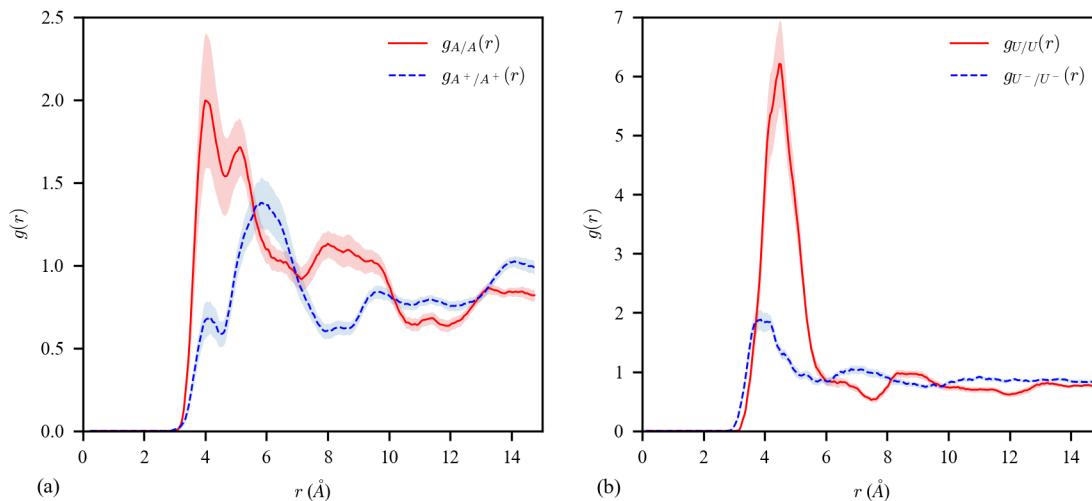 2.5
2.0
1.5
1.0
0.5
0.0
g(r)
0 2 4 6 8 10 12 14
r (Å)
(a)
g_{A/A}(r)
g_{A^+/A^+}(r)
7
6
5
4
3
2
1
0
g(r)
0 2 4 6 8 10 12 14
r (Å)
(b)
g_{U/U}(r)
g_{U^-/U^-}(r)